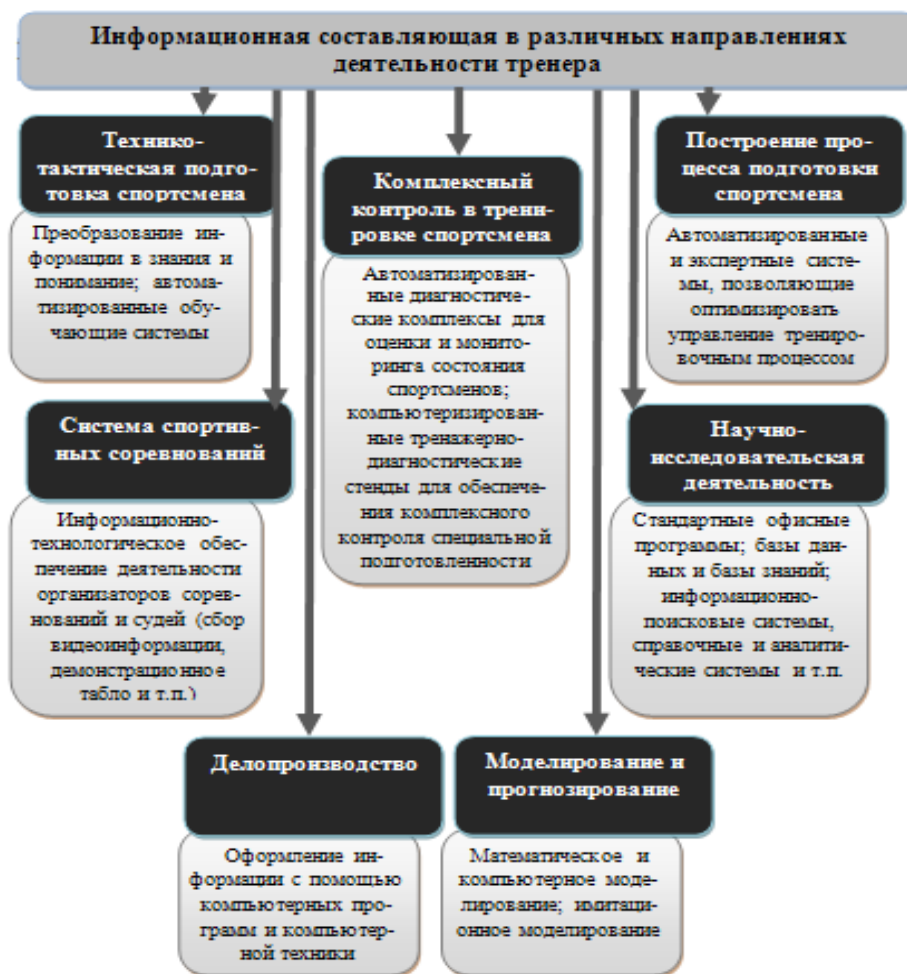 Информационная составляющая в различных направлениях
деятельности тренера
Технико-
тактическая подго-
товка спортсмена
Преобразование ин-
формации в знания и
понимание; автома-
тизированные обу-
чающие системы
Комплексный
контроль в трени-
ровке спортсмена
Автоматизирован-
ные диагностиче-
ские комплексы для
оценки и монито-
ринга состояния
спортсменов;
компьютеризирован-
ные тренажерно-
диагностические
стенды для обеспече-
ния комплексного
контроля специальной
подготовленности
Построение про-
цесса подготовки
спортсмена
Автоматизированные
и экспертные систе-
мы, позволяющие
оптимизировать
управление трениро-
вочным процессом
Система спортив-
ных соревнований
Информационно-
технологическое обес-
печение деятельности
организаторов сорев-
нований и судей (сбор
видеоинформации,
демонстрационное
табло и т.п.)
Научно-
исследовательская
деятельность
Стандартные офисные
программы; базы дан-
ных и базы знаний;
информационно-
поисковые системы,
справочные и аналити-
ческие системы и т.п.
Делопроизводство
Оформление ин-
формации с помощью
компьютерных про-
грамм и компьютер-
ной техники
Моделирование и
прогнозирование
Математическое и
компьютерное моде-
лирование; имитаци-
онное моделирование